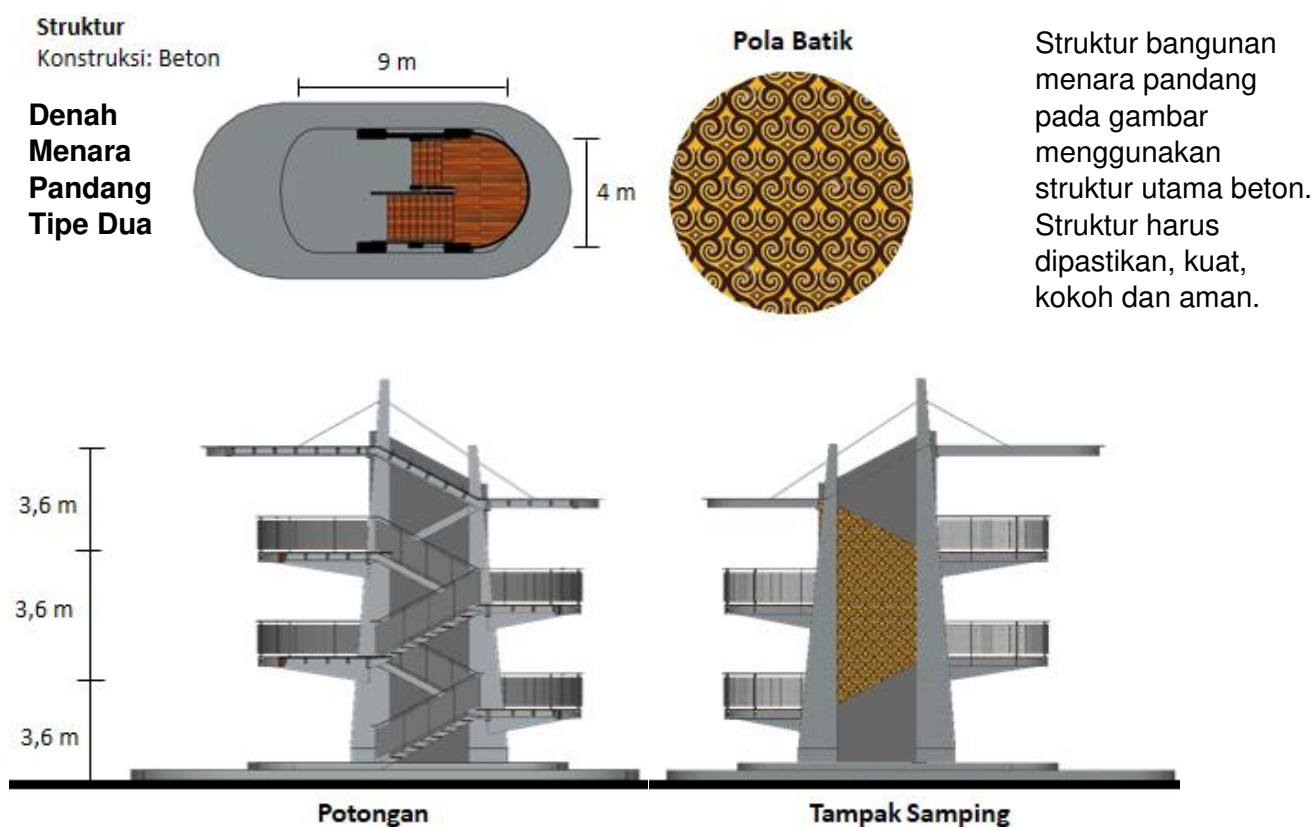 Struktur
Konstruksi: Beton
Denah
Menara
Pandang
Tipe Dua
9 m
4 m
Pola Batik
Struktur bangunan
menara pandang
pada gambar
menggunakan
struktur utama beton.
Struktur harus
dipastikan, kuat,
kokoh dan aman.
3,6 m
3,6 m
3,6 m
Potongan
Tampak Samping